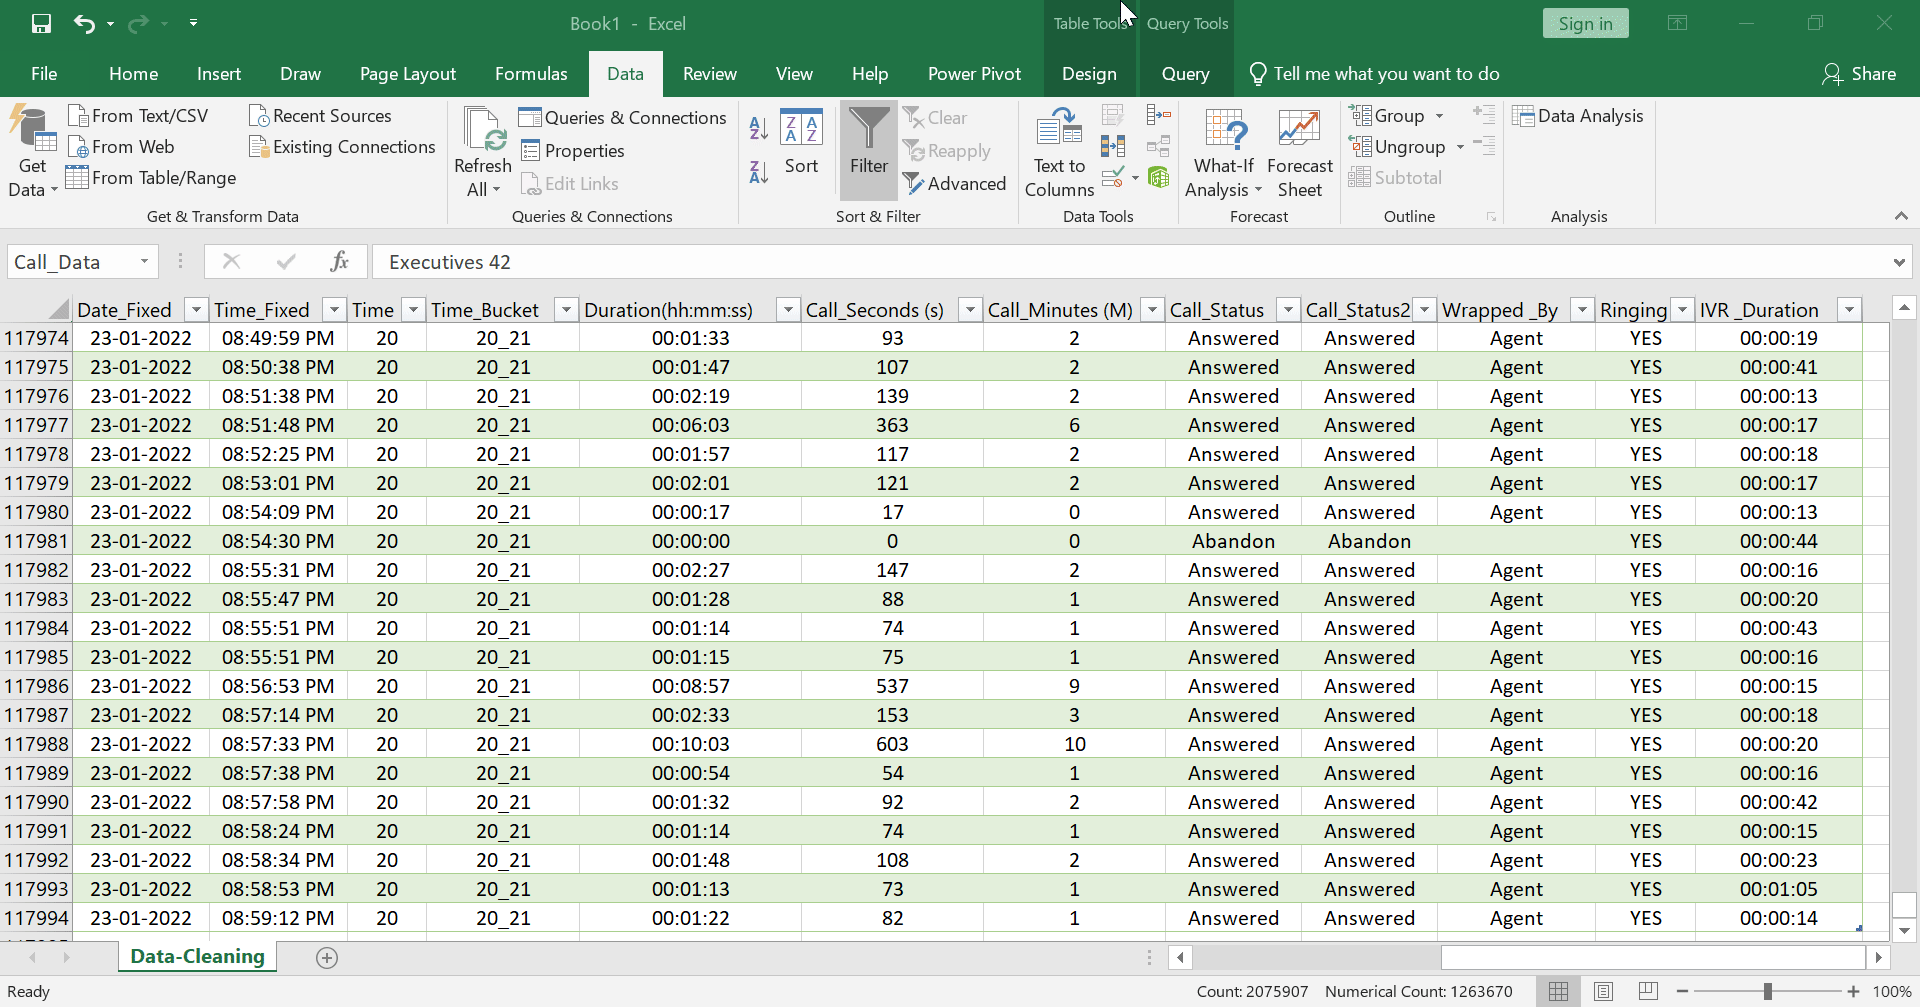 Book1 - Excel
Table Tools
Query Tools
Sign in
File Home Insert Draw Page Layout Formulas Data Review View Help Power Pivot Design Query Tell me what you want to do Share
Get Data
From Text/CSV
From Web
From Table/Range
Recent Sources
Existing Connections
Get & Transform Data
Refresh All
Queries & Connections
Properties
Edit Links
Queries & Connections
Sort
Filter
Clear
Reapply
Advanced
Sort & Filter
Text to Columns
Data Tools
What-If Analysis
Forecast Sheet
Forecast
Group
Ungroup
Subtotal
Outline
Data Analysis
Analysis
Call_Data fx Executives 42
Date_Fixed Time_Fixed Time Time_Bucket Duration(hh:mm:ss) Call_Seconds (s) Call_Minutes (M) Call_Status Call_Status2 Wrapped _By Ringing IVR _Duration
117974 23-01-2022 08:49:59 PM 20 20_21 00:01:33 93 2 Answered Answered Agent YES 00:00:19
117975 23-01-2022 08:50:38 PM 20 20_21 00:01:47 107 2 Answered Answered Agent YES 00:00:41
117976 23-01-2022 08:51:38 PM 20 20_21 00:02:19 139 2 Answered Answered Agent YES 00:00:13
117977 23-01-2022 08:51:48 PM 20 20_21 00:06:03 363 6 Answered Answered Agent YES 00:00:17
117978 23-01-2022 08:52:25 PM 20 20_21 00:01:57 117 2 Answered Answered Agent YES 00:00:18
117979 23-01-2022 08:53:01 PM 20 20_21 00:02:01 121 2 Answered Answered Agent YES 00:00:17
117980 23-01-2022 08:54:09 PM 20 20_21 00:00:17 17 0 Answered Answered Agent YES 00:00:13
117981 23-01-2022 08:54:30 PM 20 20_21 00:00:00 0 0 Abandon Abandon YES 00:00:44
117982 23-01-2022 08:55:31 PM 20 20_21 00:02:27 147 2 Answered Answered Agent YES 00:00:16
117983 23-01-2022 08:55:47 PM 20 20_21 00:01:28 88 1 Answered Answered Agent YES 00:00:20
117984 23-01-2022 08:55:51 PM 20 20_21 00:01:14 74 1 Answered Answered Agent YES 00:00:43
117985 23-01-2022 08:55:51 PM 20 20_21 00:01:15 75 1 Answered Answered Agent YES 00:00:16
117986 23-01-2022 08:56:53 PM 20 20_21 00:08:57 537 9 Answered Answered Agent YES 00:00:15
117987 23-01-2022 08:57:14 PM 20 20_21 00:02:33 153 3 Answered Answered Agent YES 00:00:18
117988 23-01-2022 08:57:33 PM 20 20_21 00:10:03 603 10 Answered Answered Agent YES 00:00:20
117989 23-01-2022 08:57:38 PM 20 20_21 00:00:54 54 1 Answered Answered Agent YES 00:00:16
117990 23-01-2022 08:57:58 PM 20 20_21 00:01:32 92 2 Answered Answered Agent YES 00:00:42
117991 23-01-2022 08:58:24 PM 20 20_21 00:01:14 74 1 Answered Answered Agent YES 00:00:15
117992 23-01-2022 08:58:34 PM 20 20_21 00:01:48 108 2 Answered Answered Agent YES 00:00:23
117993 23-01-2022 08:58:53 PM 20 20_21 00:01:13 73 1 Answered Answered Agent YES 00:01:05
117994 23-01-2022 08:59:12 PM 20 20_21 00:01:22 82 1 Answered Answered Agent YES 00:00:14
Data-Cleaning
Ready Count: 2075907 Numerical Count: 1263670 100%